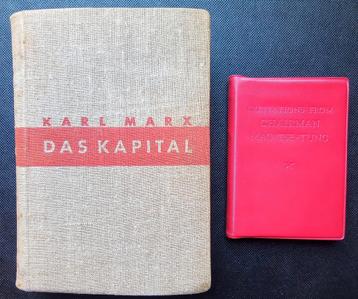 KARL MARX
DAS KAPITAL
QUOTATIONS FROM
CHAIRMAN
MAO TSE-TUNG